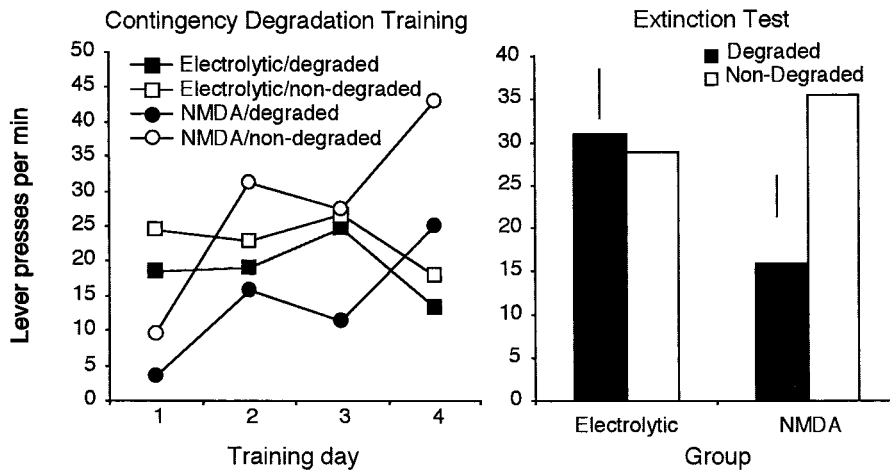 Contingency Degradation Training
Lever presses per min
50
45
40
35
30
25
20
15
10
5
0
Electrolytic/degraded
Electrolytic/non-degraded
NMDA/degraded
NMDA/non-degraded
1 2 3 4
Training day
Extinction Test
Degraded
Non-Degraded
40
35
30
25
20
15
10
5
0
Electrolytic NMDA
Group